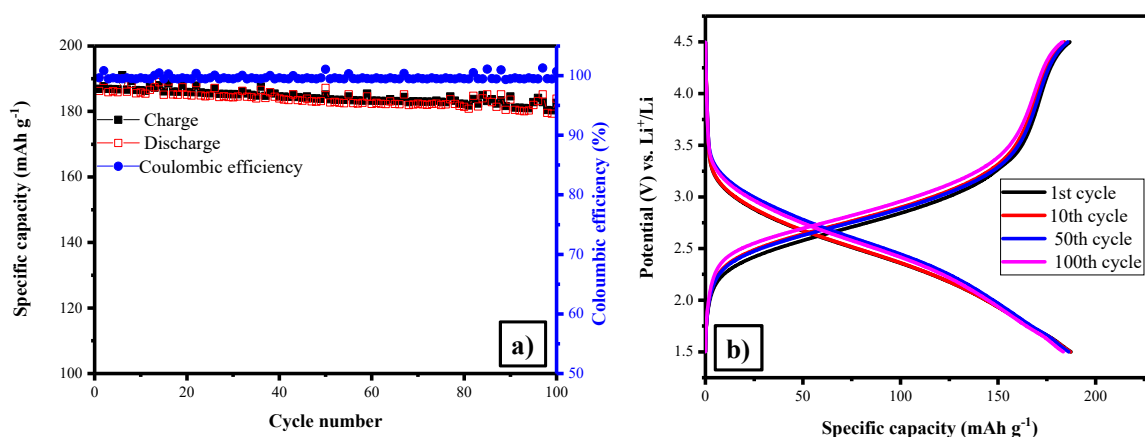 200
180
160
140
120
100
Specific capacity (mAh g⁻¹)
Charge
Discharge
Coulombic efficiency
a)
0 20 40 60 80 100
Cycle number
100
90
80
70
60
50
Coloumbic efficiency (%)
b)
4.5
4.0
3.5
3.0
2.5
2.0
1.5
Potential (V) vs. Li⁺/Li
1st cycle
10th cycle
50th cycle
100th cycle
b)
0 50 100 150 200
Specific capacity (mAh g⁻¹)